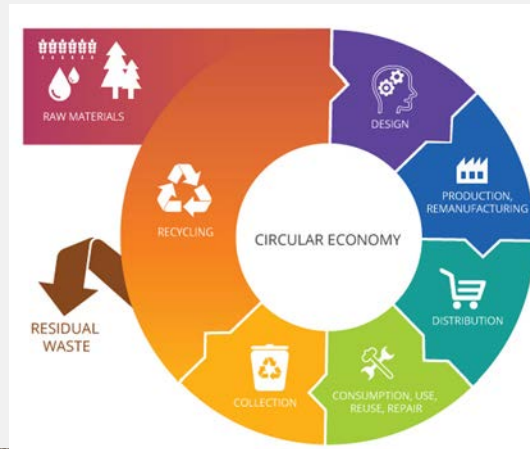 RAW MATERIALS
DESIGN
PRODUCTION,
REMANUFACTURING
RECYCLING
CIRCULAR ECONOMY
DISTRIBUTION
RESIDUAL
WASTE
CONSUMPTION, USE,
REUSE, REPAIR
COLLECTION